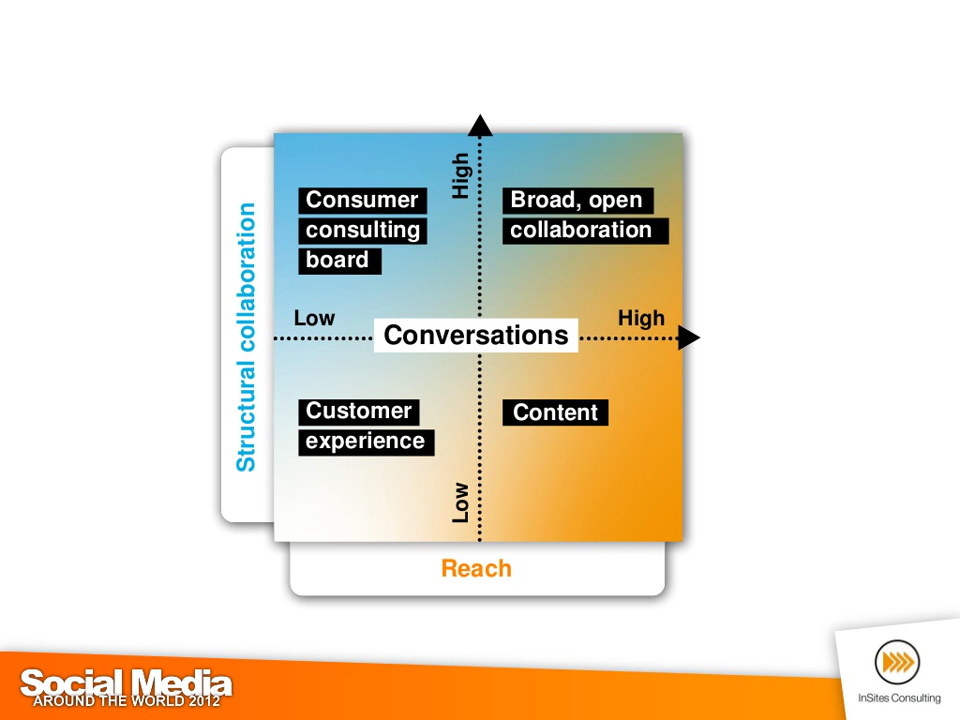 High
Consumer
consulting
board
Broad, open
collaboration
Structural collaboration
Low
Conversations
High
Customer
experience
Content
Low
Reach
Social Media
AROUND THE WORLD 2012
InSites Consulting